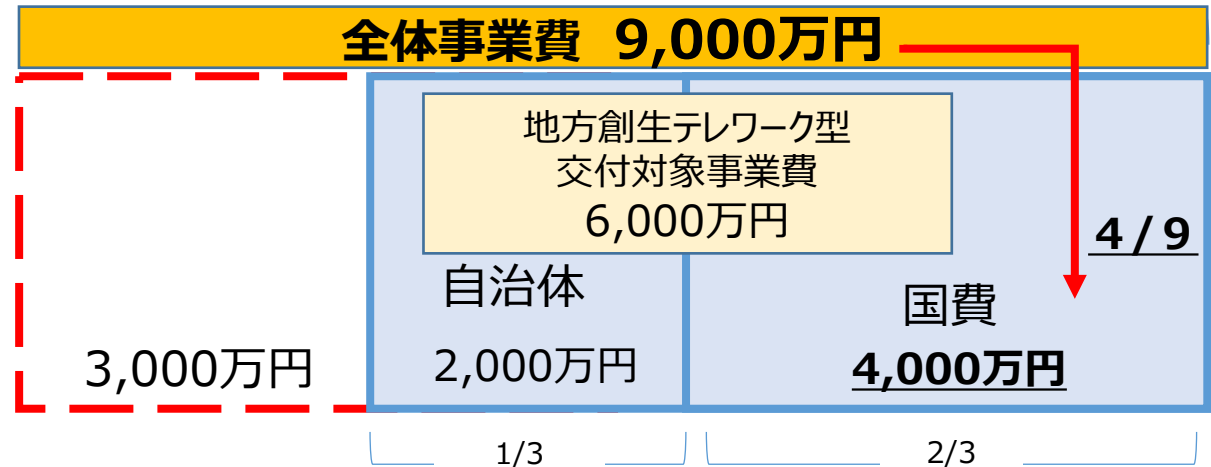 全体事業費 9,000万円
地方創生テレワーク型
交付対象事業費
6,000万円
4/9
自治体
国費
3,000万円
2,000万円
4,000万円
1/3
2/3